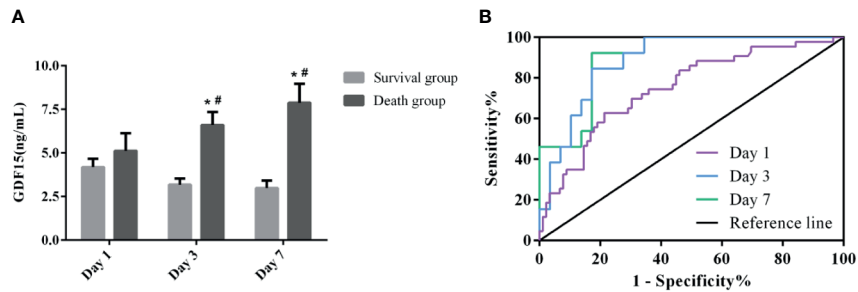 A
GDF15(ng/mL)
10.0
7.5
5.0
2.5
0.0
* #
* #
Day 1
Day 3
Day 7
Survival group
Death group
B
Sensitivity%
100
80
60
40
20
0
0
20
40
60
80
100
1 - Specificity%
Day 1
Day 3
Day 7
Reference line